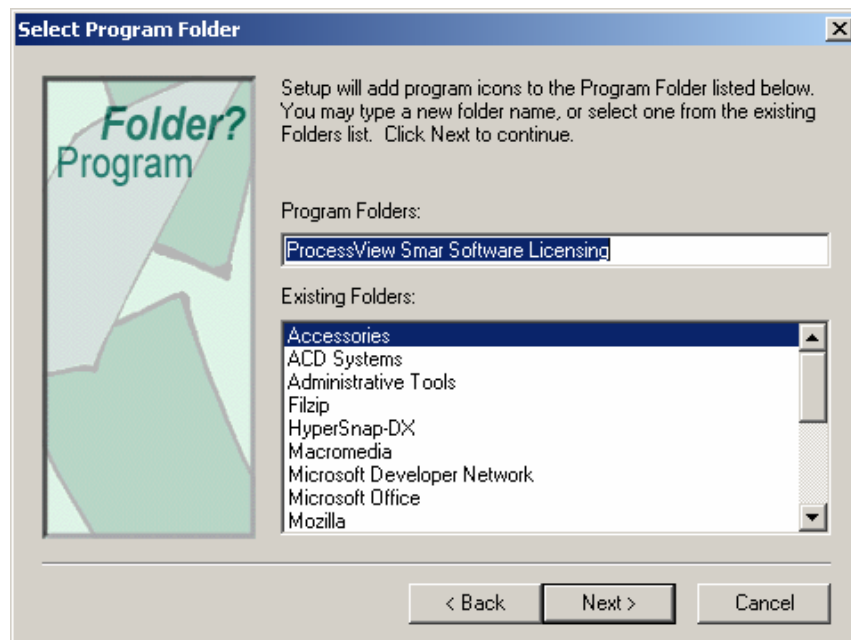 Select Program Folder
Folder?
Program
Setup will add program icons to the Program Folder listed below.
You may type a new folder name, or select one from the existing
Folders list.  Click Next to continue.
Program Folders:
ProcessView Smar Software Licensing
Existing Folders:
Accessories
ACD Systems
Administrative Tools
Filzip
HyperSnap-DX
Macromedia
Microsoft Developer Network
Microsoft Office
Mozilla
< Back
Next >
Cancel